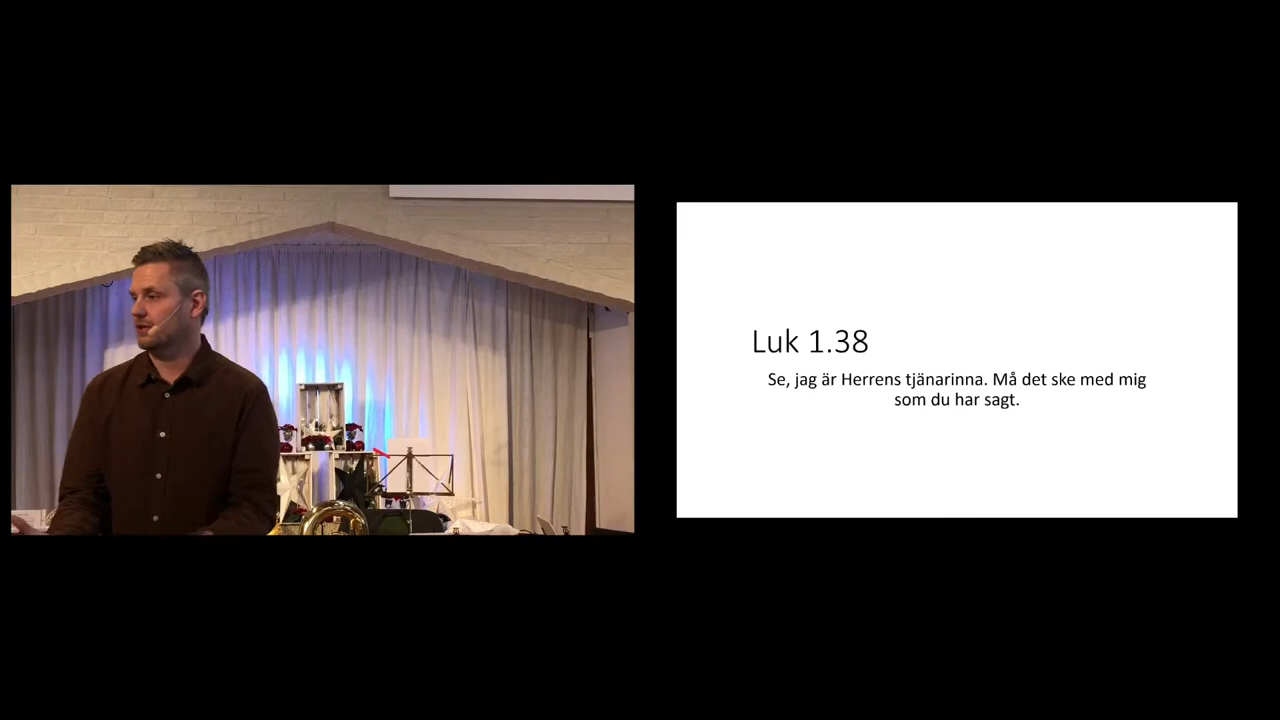 Luk 1.38
Se, jag är Herrens tjänarinna. Må det ske med mig
som du har sagt.